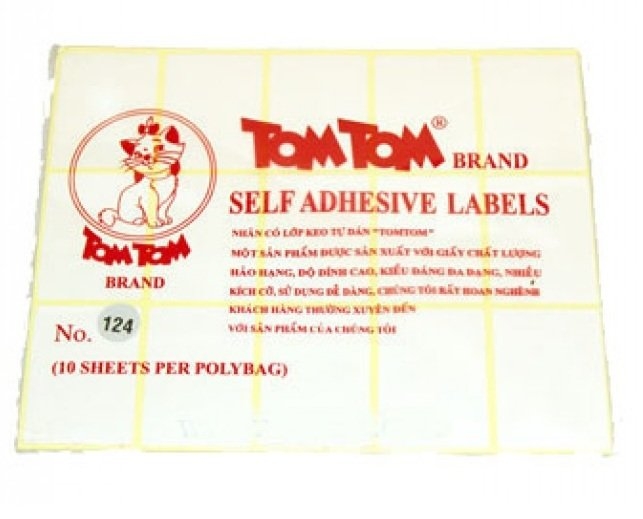 TOM TOM® BRAND
SELF ADHESIVE LABELS
NHÃN CÓ LỚP KEO TỰ DÁN "TOMTOM"
MỘT SẢN PHẨM ĐƯỢC SẢN XUẤT VỚI GIẤY CHẤT LƯỢNG
HẢO HẠNG, ĐỘ DÍNH CAO, KIỂU DÁNG ĐA DẠNG, NHIỀU
KÍCH CỠ, SỬ DỤNG DỄ DÀNG, CHÚNG TÔI RẤT HOAN NGHÊNH
KHÁCH HÀNG THƯỜNG XUYÊN ĐẾN
VỚI SẢN PHẨM CỦA CHÚNG TÔI
TOM TOM
BRAND
No. 124
(10 SHEETS PER POLYBAG)